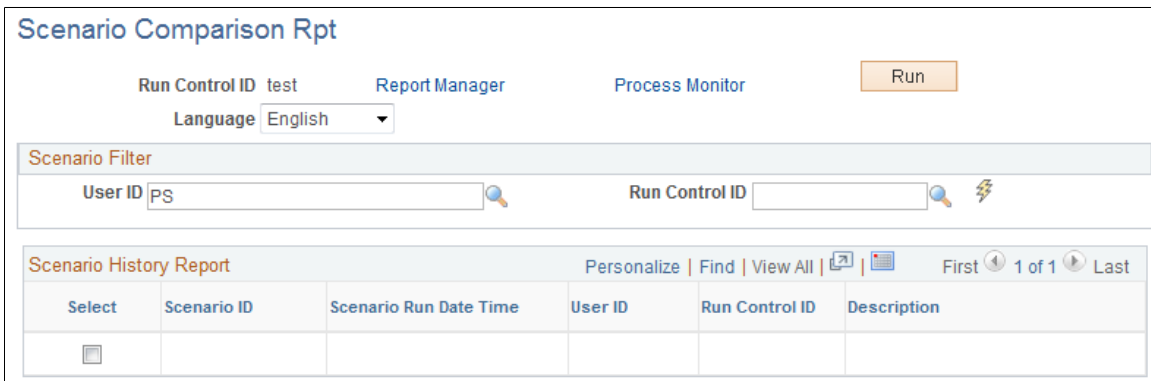 Scenario Comparison Rpt
Run Control ID test Report Manager Process Monitor Run
Language English
Scenario Filter
User ID PS Run Control ID
Scenario History Report Personalize | Find | View All | | First 1 of 1 Last
Select Scenario ID Scenario Run Date Time User ID Run Control ID Description